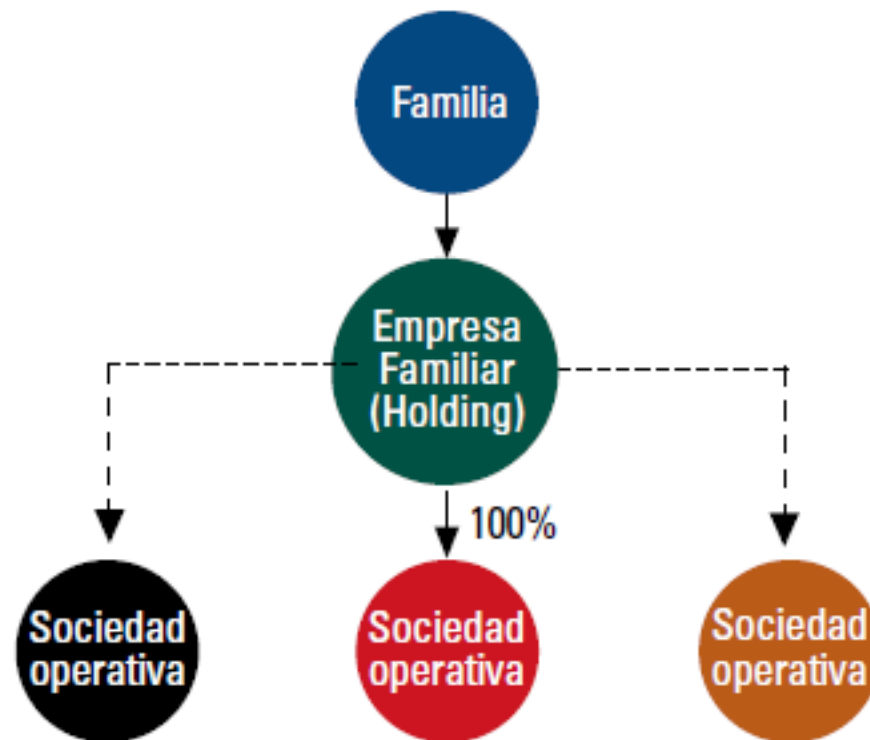 Familia
Empresa
Familiar
(Holding)
100%
Sociedad
operativa
Sociedad
operativa
Sociedad
operativa